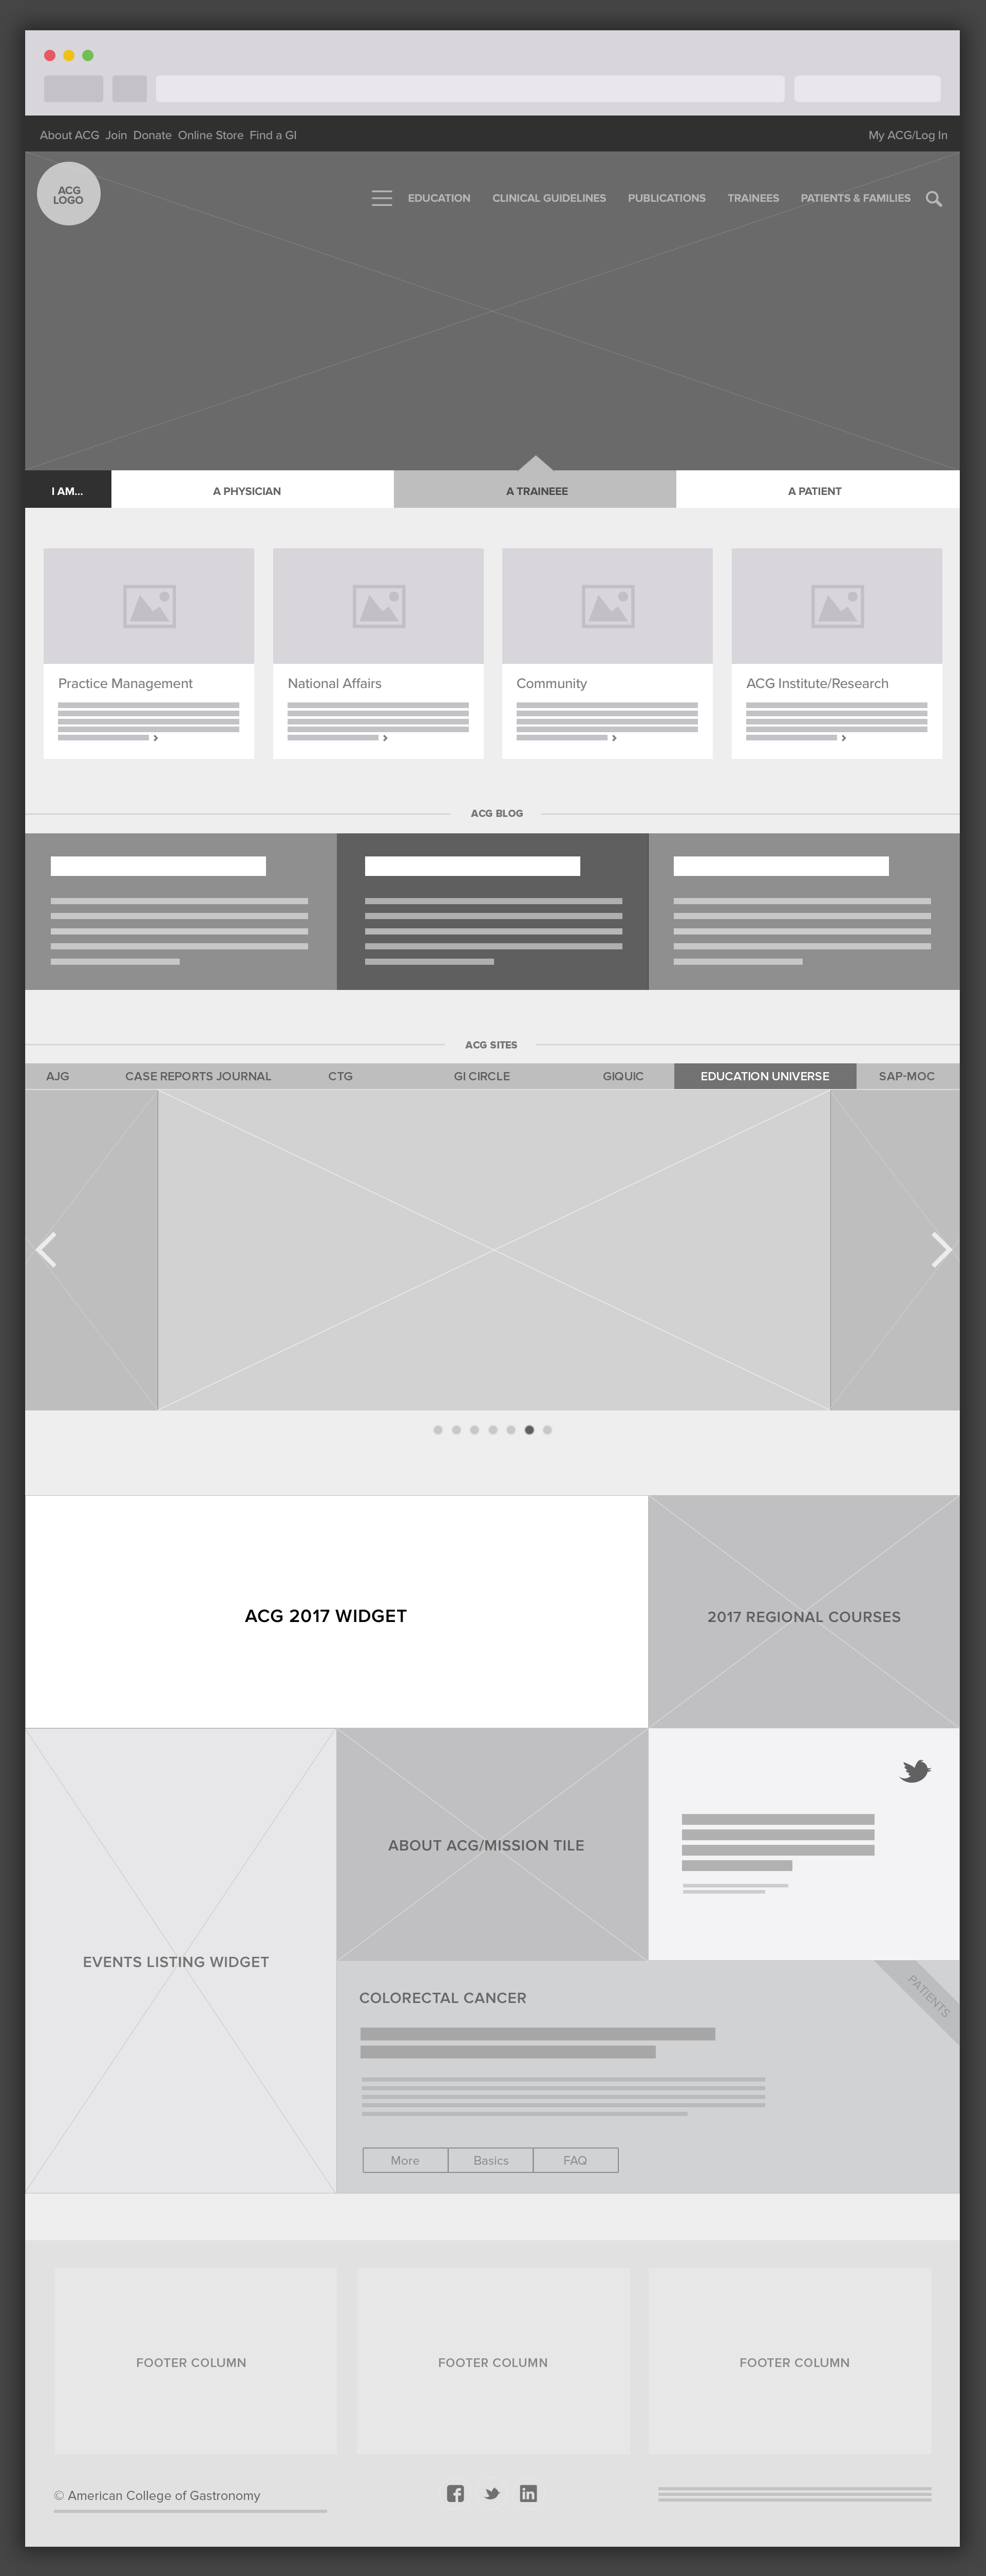 About ACG Join Donate Online Store Find a GI
My ACG/Log In
ACG
LOGO
EDUCATION CLINICAL GUIDELINES PUBLICATIONS TRAINEES PATIENTS & FAMILIES
I AM... A PHYSICIAN A TRAINEEE A PATIENT
Practice Management
National Affairs
Community
ACG Institute/Research
ACG BLOG
ACG SITES
AJG CASE REPORTS JOURNAL CTG GI CIRCLE GIQUIC EDUCATION UNIVERSE SAP-MOC
ACG 2017 WIDGET
2017 REGIONAL COURSES
EVENTS LISTING WIDGET
ABOUT ACG/MISSION TILE
COLORECTAL CANCER
PATIENTS
More Basics FAQ
FOOTER COLUMN
FOOTER COLUMN
FOOTER COLUMN
© American College of Gastronomy